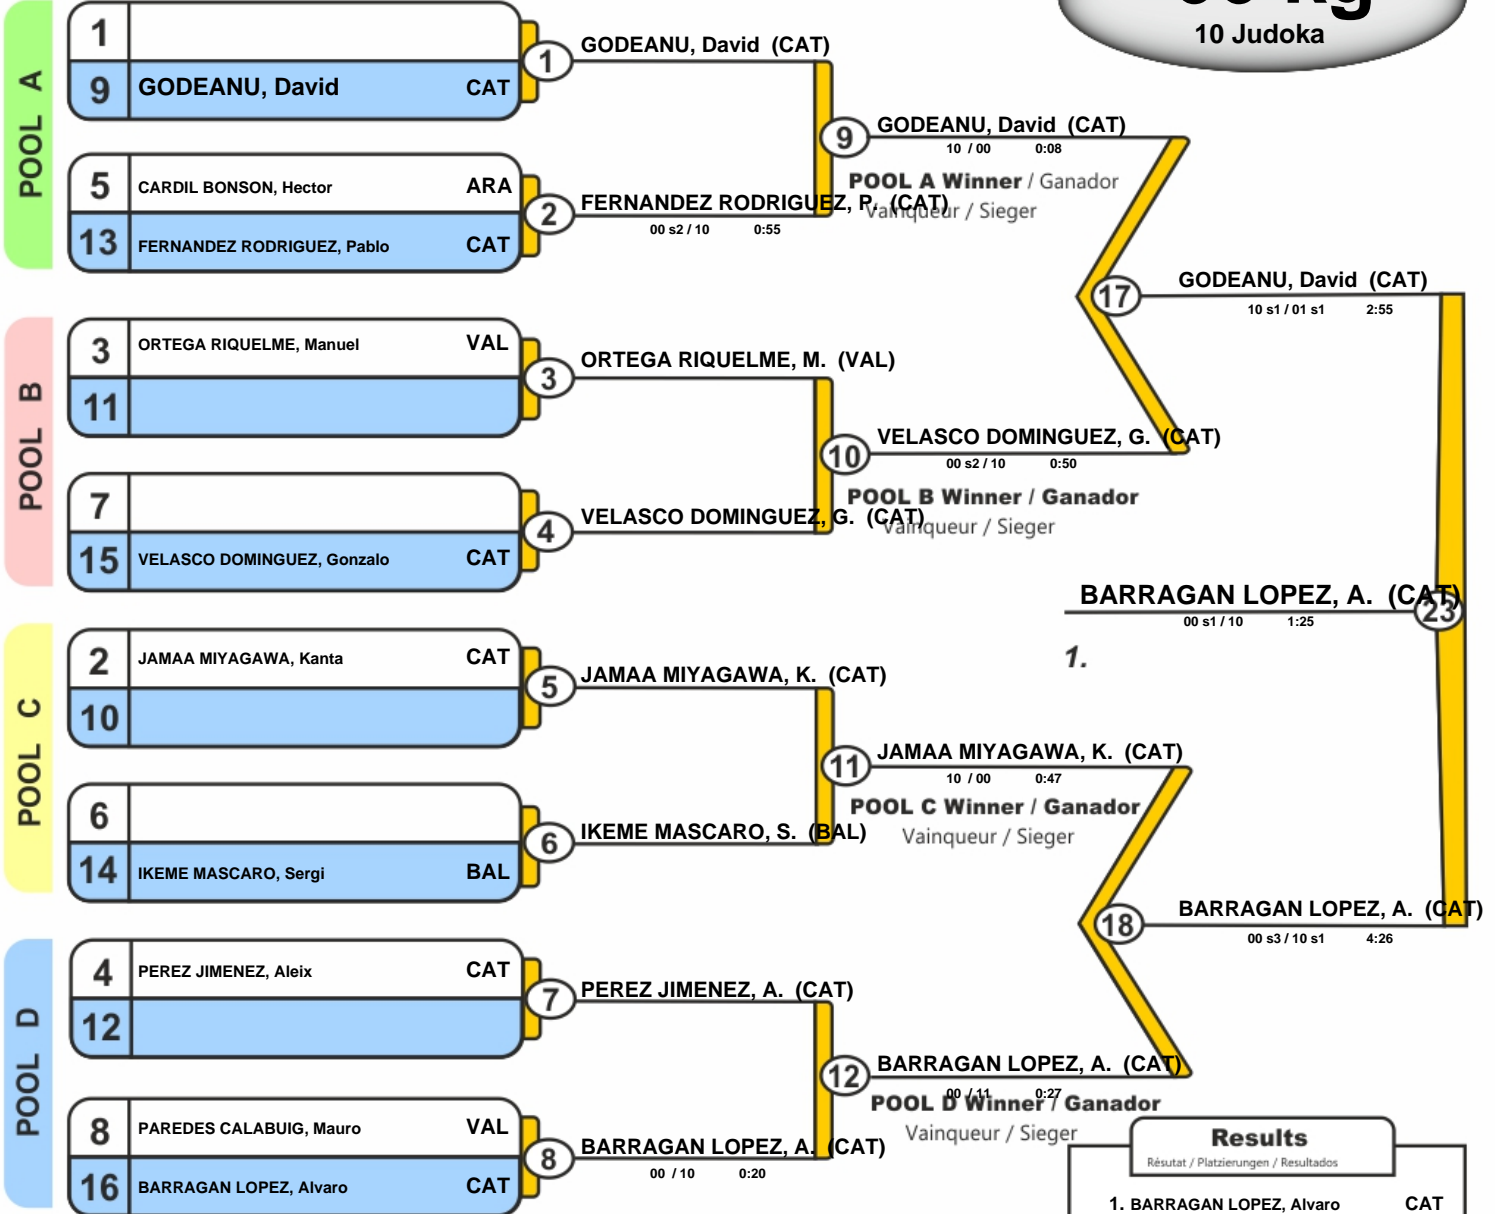 10 Judoka
POOL A
1
9 GODEANU, David CAT
5 CARDIL BONSON, Hector ARA
13 FERNANDEZ RODRIGUEZ, Pablo CAT
POOL B
3 ORTEGA RIQUELME, Manuel VAL
11
7
15 VELASCO DOMINGUEZ, Gonzalo CAT
POOL C
2 JAMAA MIYAGAWA, Kanta CAT
10
6
14 IKEME MASCARO, Sergi BAL
POOL D
4 PEREZ JIMENEZ, Aleix CAT
12
8 PAREDES CALABUIG, Mauro VAL
16 BARRAGAN LOPEZ, Alvaro CAT
1 GODEANU, David (CAT)
2 FERNANDEZ RODRIGUEZ, P. (CAT)
00 s2 / 10 0:55
3 ORTEGA RIQUELME, M. (VAL)
4 VELASCO DOMINGUEZ, G. (CAT)
5 JAMAA MIYAGAWA, K. (CAT)
6 IKEME MASCARO, S. (BAL)
7 PEREZ JIMENEZ, A. (CAT)
8 BARRAGAN LOPEZ, A. (CAT)
00 / 10 0:20
9 GODEANU, David (CAT)
10 / 00 0:08
POOL A Winner / Ganador
Vainqueur / Sieger
10 VELASCO DOMINGUEZ, G. (CAT)
00 s2 / 10 0:50
POOL B Winner / Ganador
Vainqueur / Sieger
11 JAMAA MIYAGAWA, K. (CAT)
10 / 00 0:47
POOL C Winner / Ganador
Vainqueur / Sieger
12 BARRAGAN LOPEZ, A. (CAT)
00 / 11 0:27
POOL D Winner / Ganador
Vainqueur / Sieger
17 GODEANU, David (CAT)
10 s1 / 01 s1 2:55
18 BARRAGAN LOPEZ, A. (CAT)
00 s3 / 10 s1 4:26
BARRAGAN LOPEZ, A. (CAT) 23
00 s1 / 10 1:25
1.
Results
Résutat / Platzierungen / Resultados
1. BARRAGAN LOPEZ, Alvaro CAT